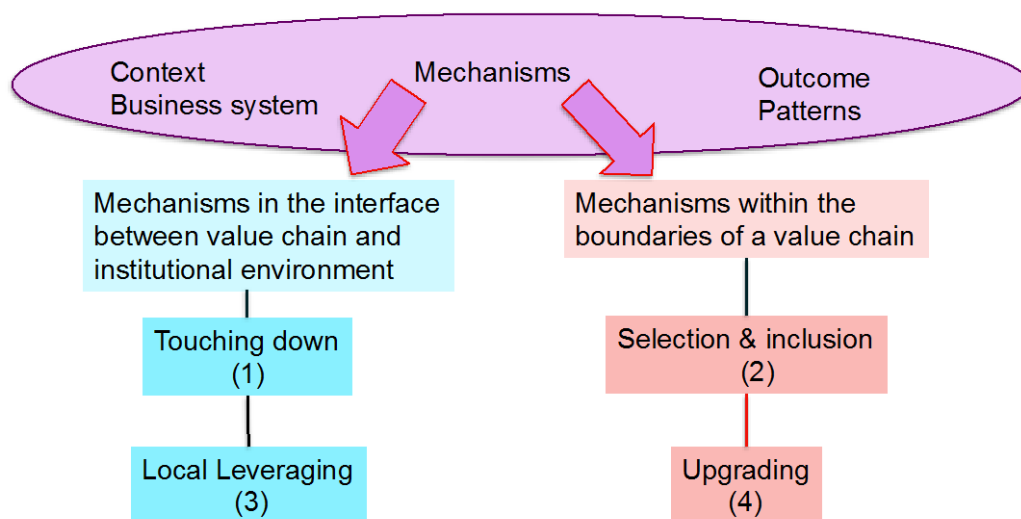 Context
Business system
Mechanisms
Outcome
Patterns
Mechanisms in the interface
between value chain and
institutional environment
Mechanisms within the
boundaries of a value chain
Touching down
(1)
Selection & inclusion
(2)
Local Leveraging
(3)
Upgrading
(4)